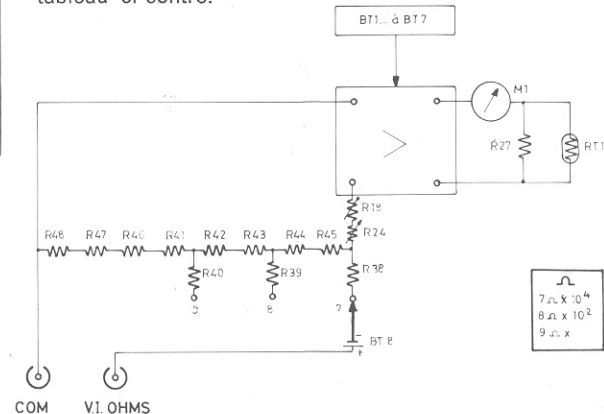 tableau ci-contre.
BT1... à BT7
M1
R27
RT1
R18
R24
R48 R47 R46 R41 R42 R43 R44 R45
R40 R39 R38
9 8 7
Ω
7 Ω x 10⁴
8 Ω x 10²
9 Ω x
- BT 8
+
COM V.I. OHMS